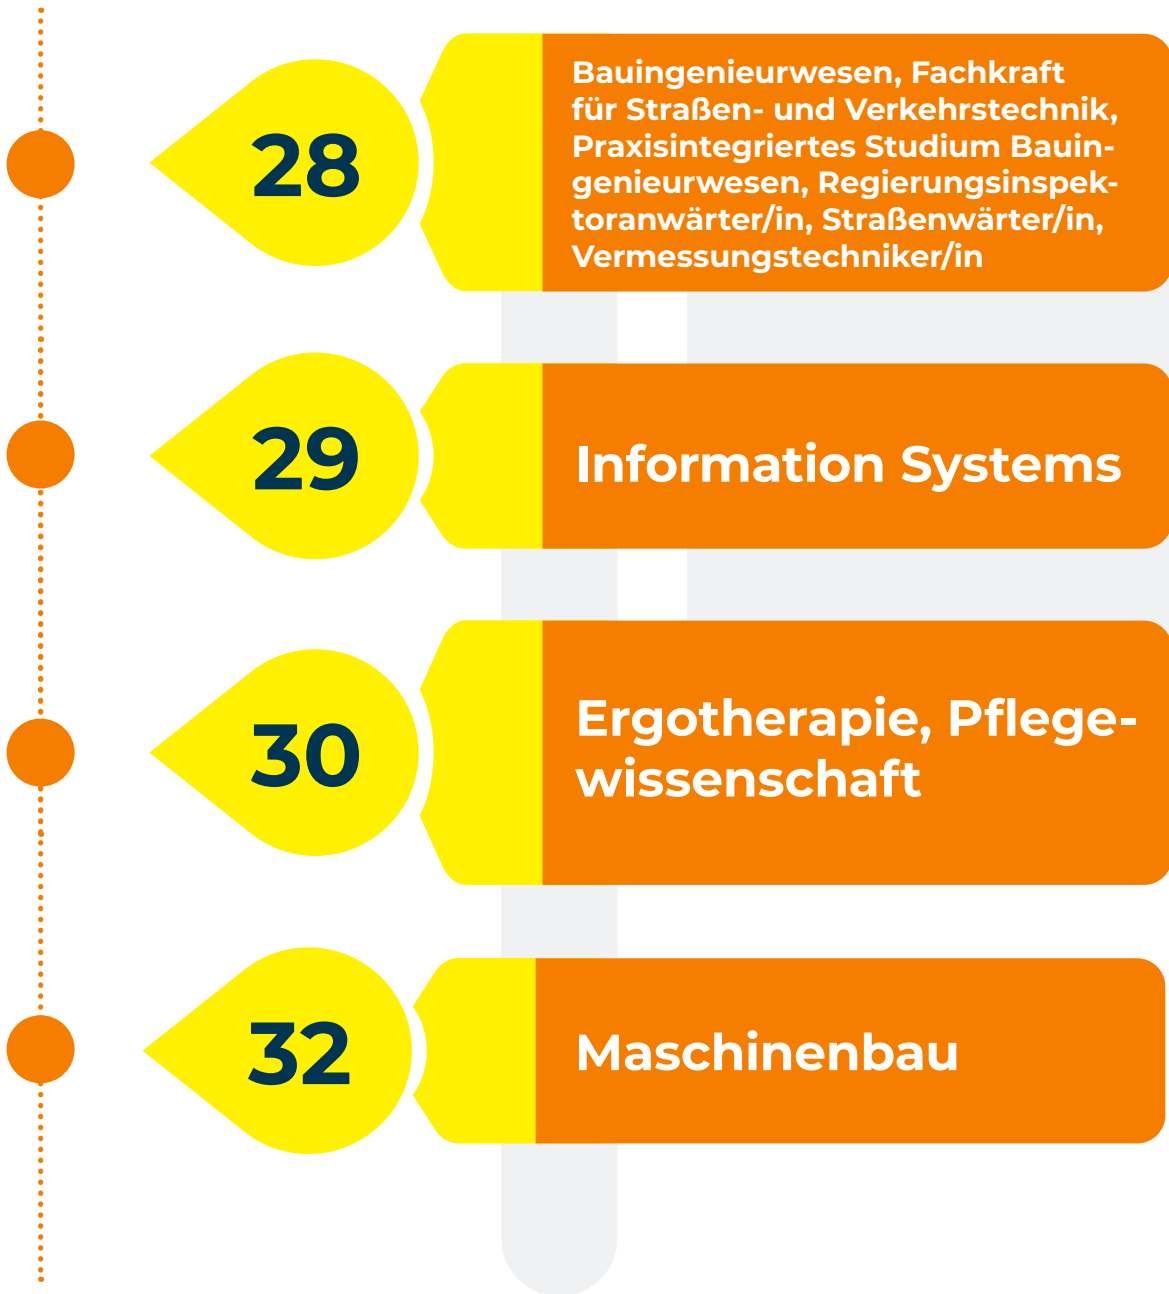 28
Bauingenieurwesen, Fachkraft
für Straßen- und Verkehrstechnik,
Praxisintegriertes Studium Bauin-
genieurwesen, Regierungsinspek-
toranwärter/in, Straßenwärter/in,
Vermessungstechniker/in
29
Information Systems
30
Ergotherapie, Pflege-
wissenschaft
32
Maschinenbau